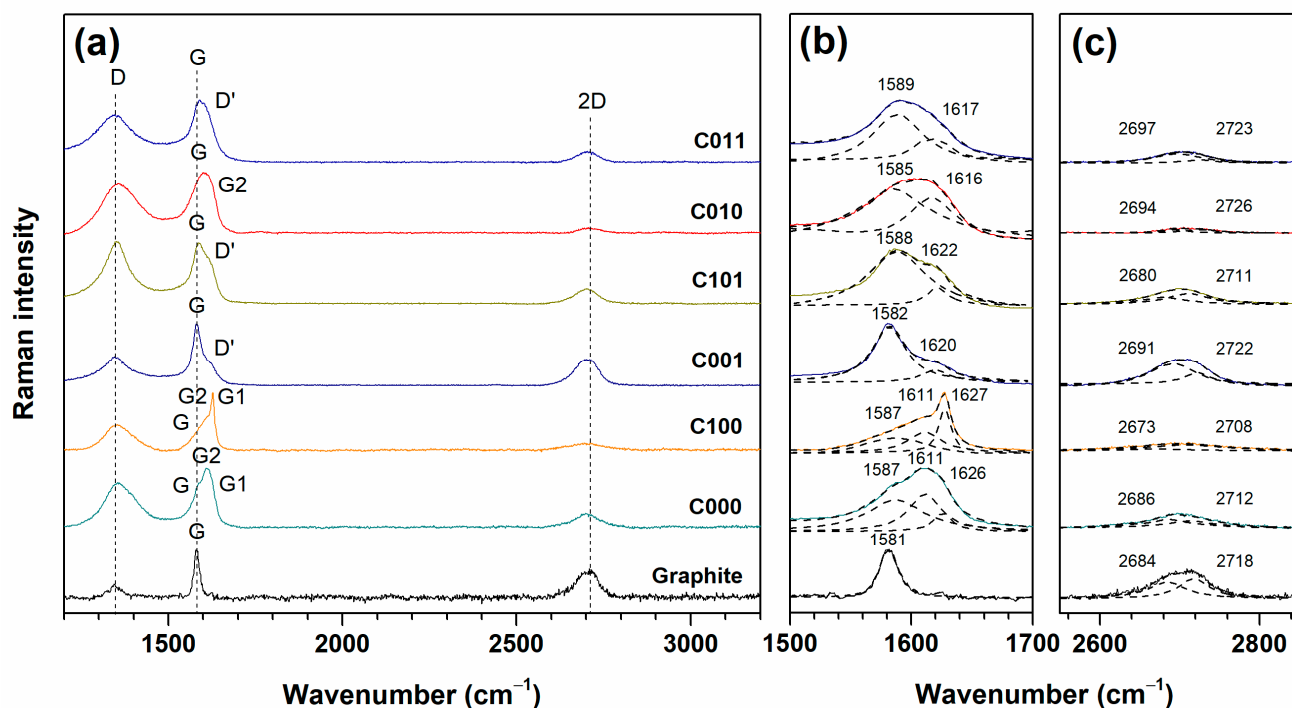 (a)
G
D
D'
2D
C011
G
G2
C010
G
D'
C101
G
D'
C001
G2 G1
G
C100
G2
G G1
C000
G
Graphite
1500 2000 2500 3000
Wavenumber (cm⁻¹)
Raman intensity
(b)
1589
1617
1585
1616
1588
1622
1582
1620
1611 1627
1587
1611
1587 1626
1581
1500 1600 1700
Wavenumber (cm⁻¹)
(c)
2697 2723
2694 2726
2680 2711
2691 2722
2673 2708
2686 2712
2684 2718
2600 2800
Wavenumber (cm⁻¹)